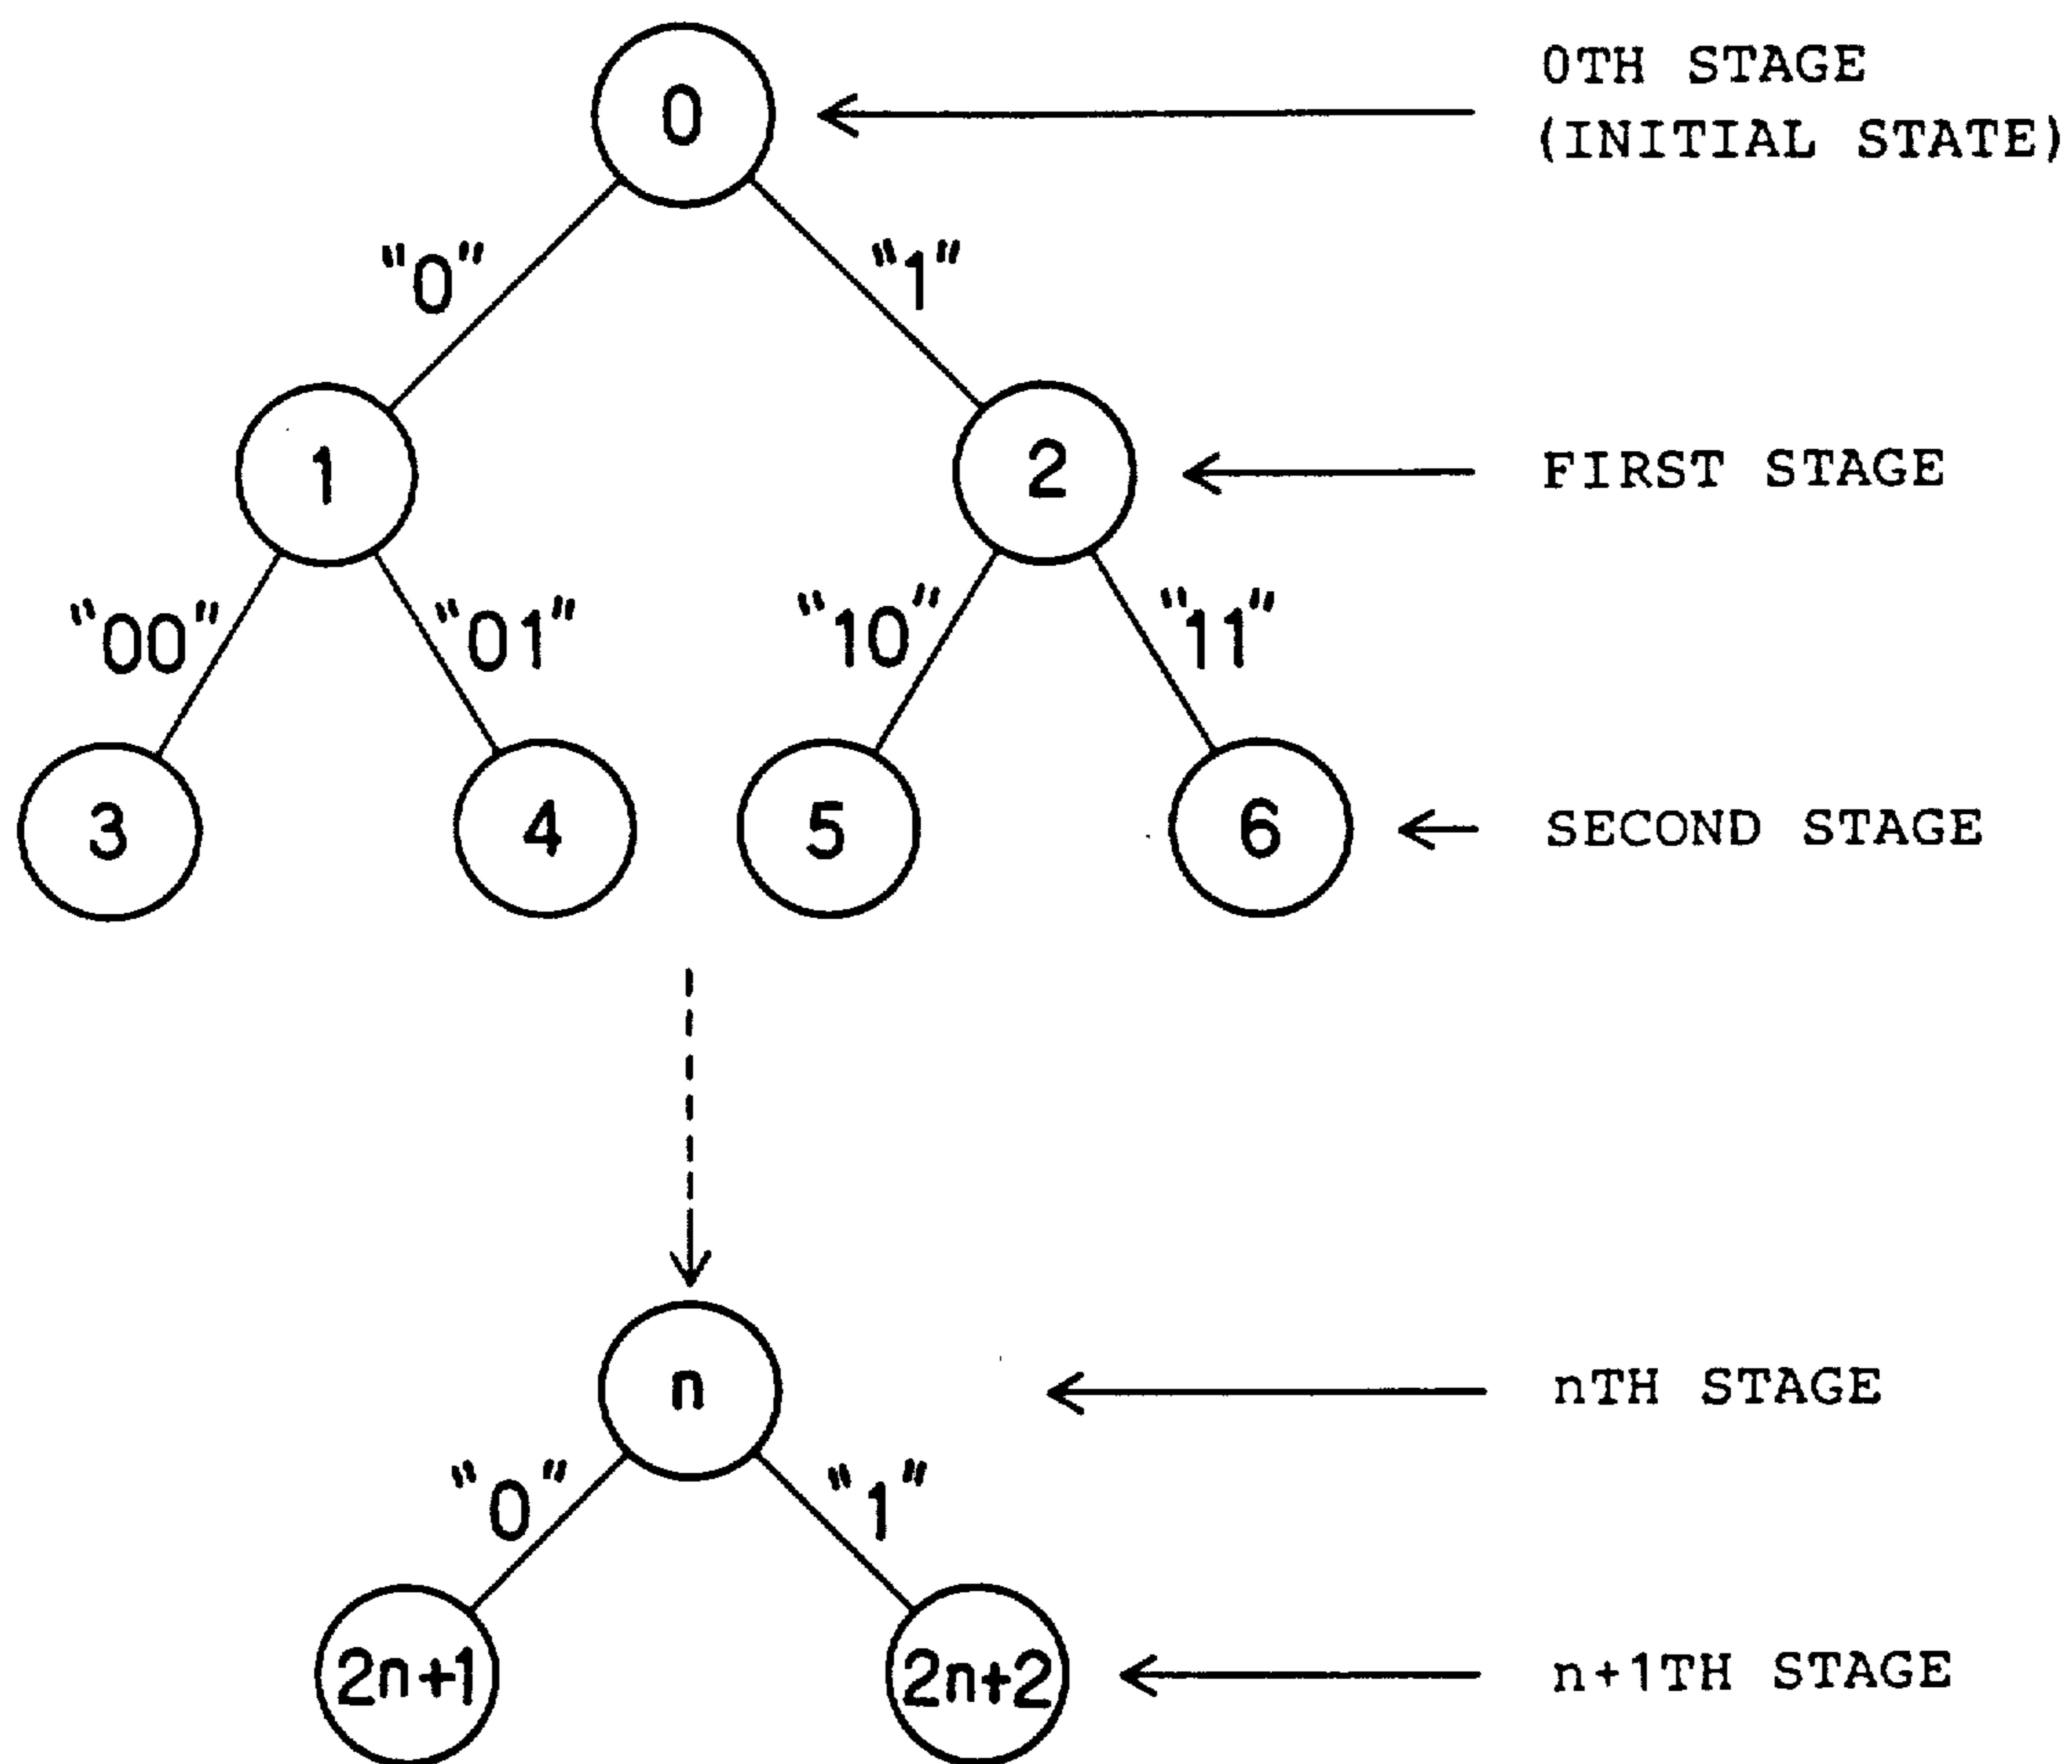 0
0TH STAGE
(INITIAL STATE)
"0"
"1"
1
2
FIRST STAGE
"00"
"01"
"10"
"11"
3
4
5
6
SECOND STAGE
n
nTH STAGE
"0"
"1"
2n+1
2n+2
n+1TH STAGE